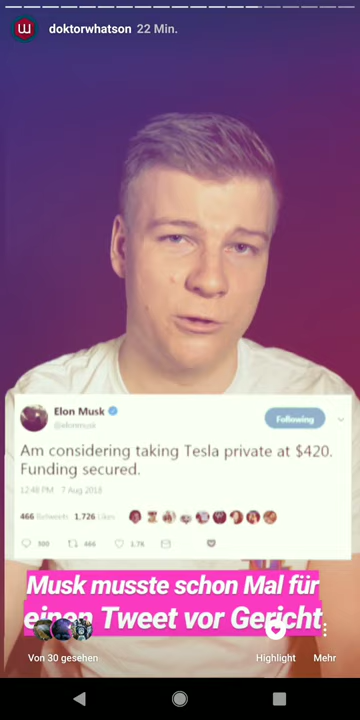 doktorwhatson 22 Min.
Elon Musk
@elonmusk
Following
Am considering taking Tesla private at $420.
Funding secured.
12:48 PM 7 Aug 2018
466 Retweets 1,726 Likes
300 466 1.7K
Musk musste schon Mal für
einen Tweet vor Gericht
Von 30 gesehen
Highlight
Mehr